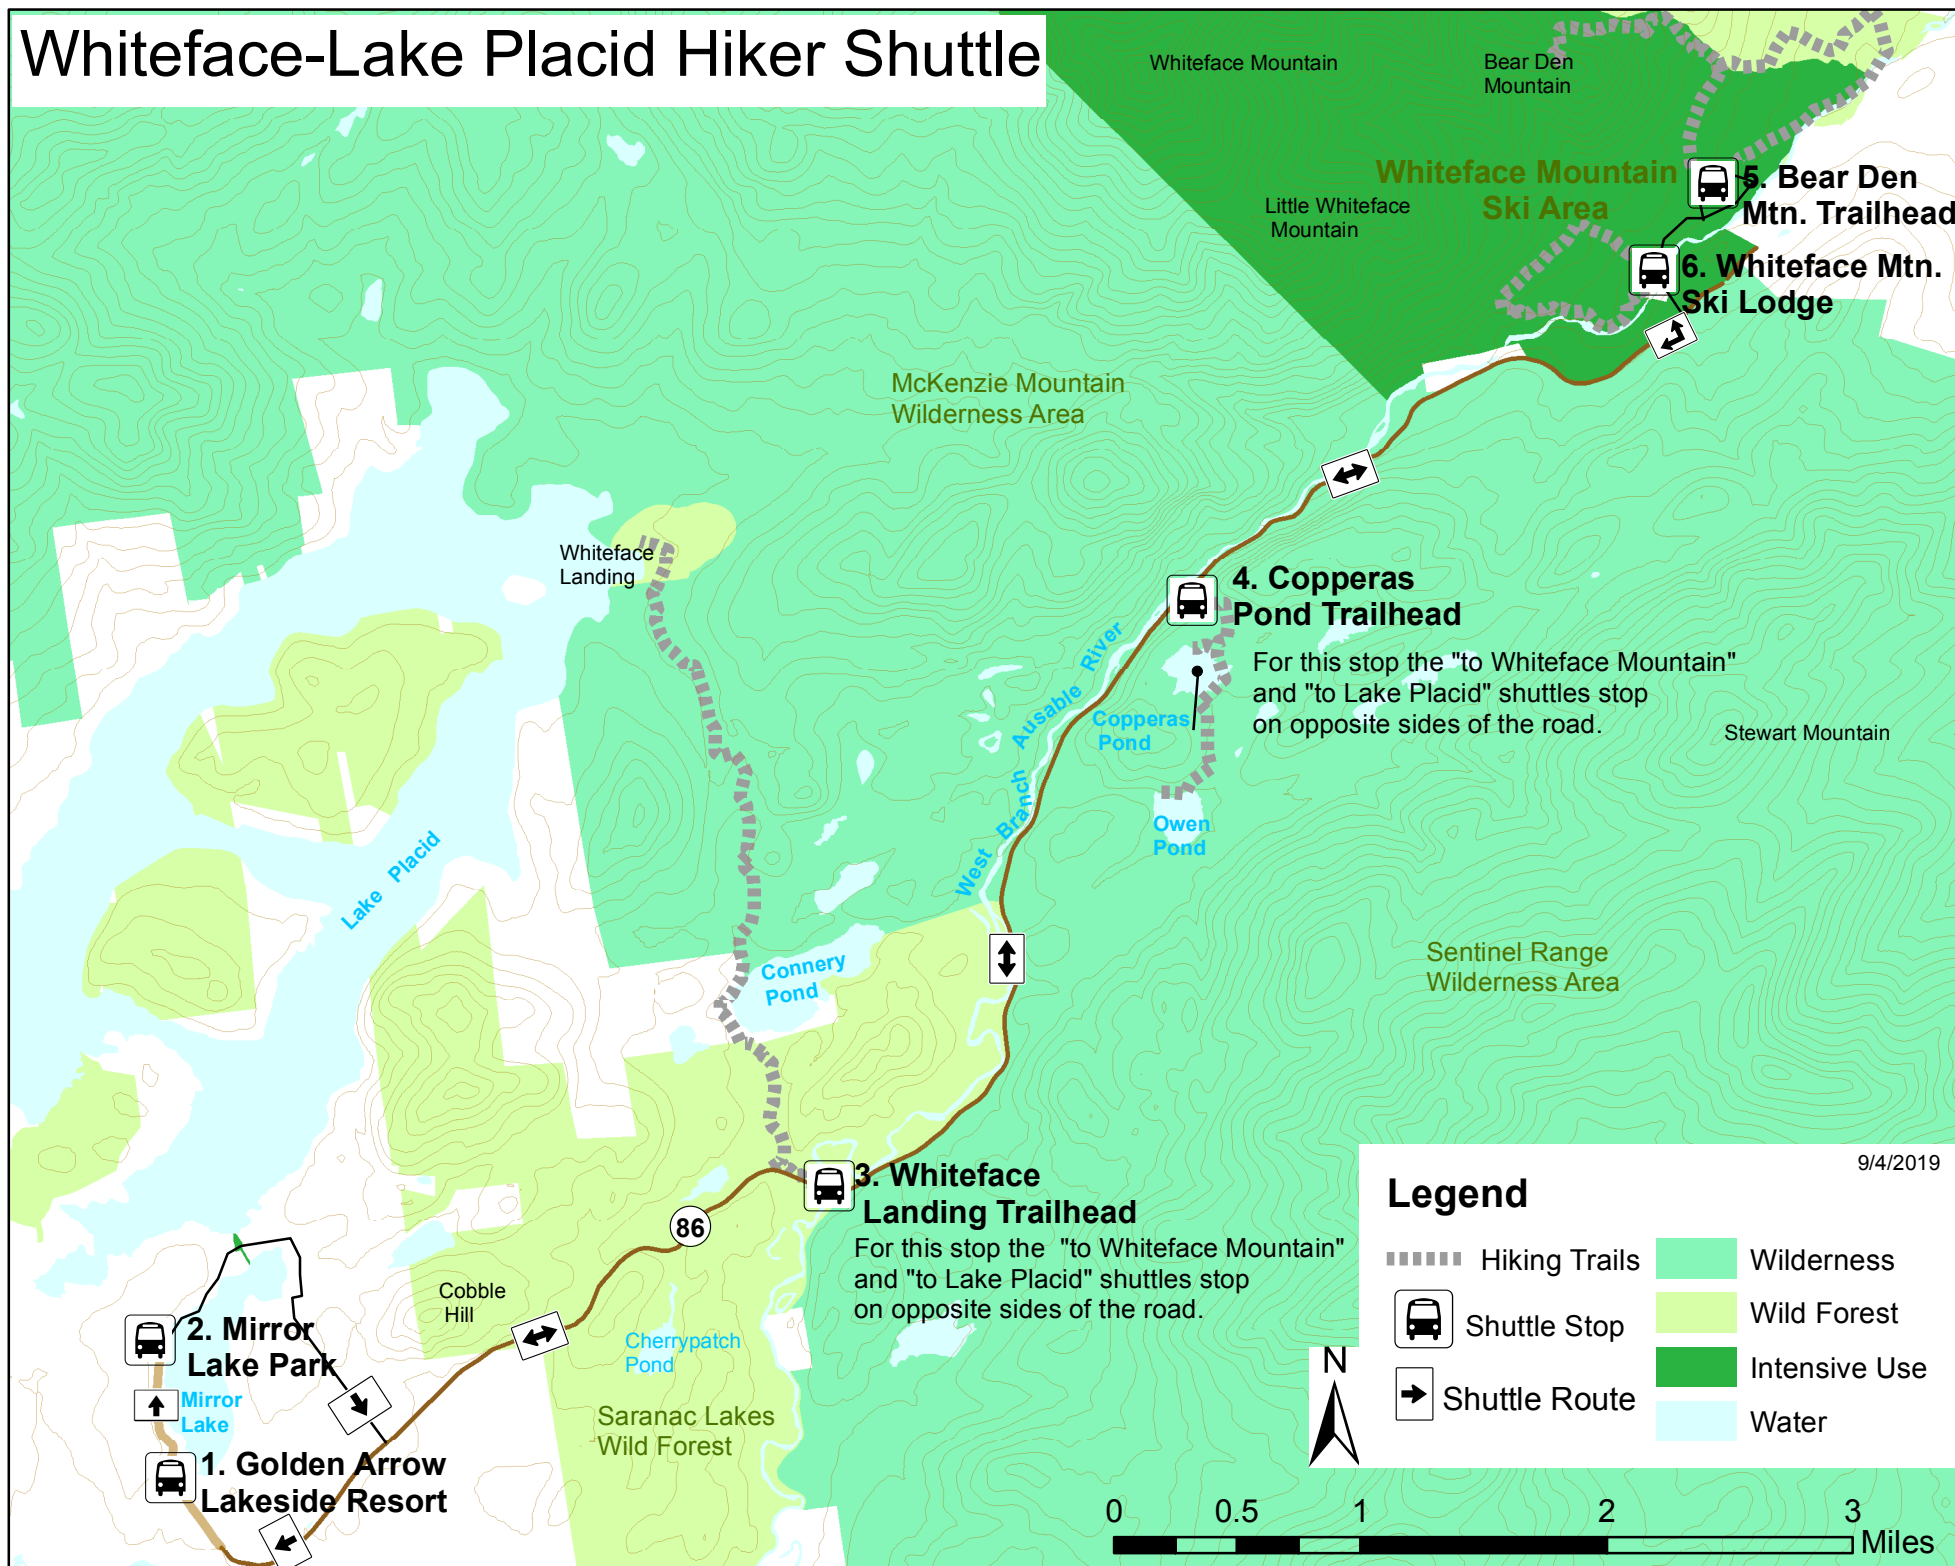 Whiteface-Lake Placid Hiker Shuttle
Whiteface Mountain
Bear Den
Mountain
Whiteface Mountain
Ski Area
Little Whiteface
Mountain
5. Bear Den
Mtn. Trailhead
6. Whiteface Mtn.
Ski Lodge
McKenzie Mountain
Wilderness Area
Whiteface
Landing
4. Copperas
Pond Trailhead
For this stop the "to Whiteface Mountain"
and "to Lake Placid" shuttles stop
on opposite sides of the road.
West Branch Ausable River
Copperas
Pond
Stewart Mountain
Owen
Pond
Lake Placid
Connery
Pond
Sentinel Range
Wilderness Area
3. Whiteface
Landing Trailhead
For this stop the "to Whiteface Mountain"
and "to Lake Placid" shuttles stop
on opposite sides of the road.
86
Cobble
Hill
Cherrypatch
Pond
2. Mirror
Lake Park
Mirror
Lake
Saranac Lakes
Wild Forest
1. Golden Arrow
Lakeside Resort
9/4/2019
Legend
Hiking Trails
Shuttle Stop
Shuttle Route
Wilderness
Wild Forest
Intensive Use
Water
N
0 0.5 1 2 3
Miles